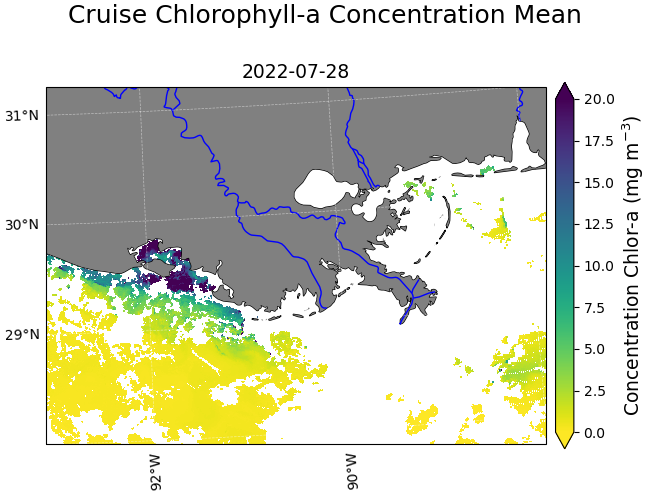 Cruise Chlorophyll-a Concentration Mean
2022-07-28
31°N
30°N
29°N
92°W
90°W
20.0
17.5
15.0
12.5
10.0
7.5
5.0
2.5
0.0
Concentration Chlor-a (mg m⁻³)